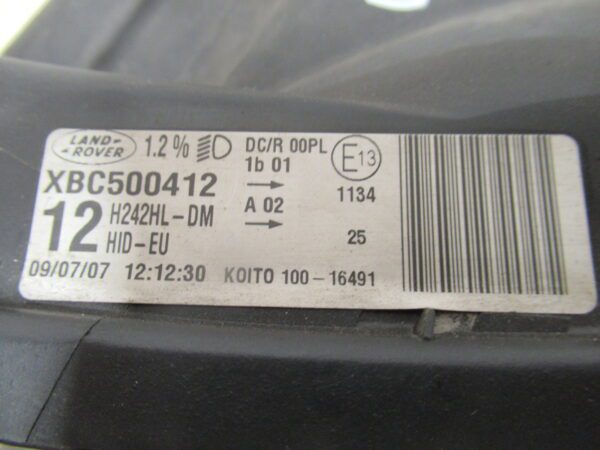 LAND-
-ROVER
1.2% DC/R 00PL E13
1b 01
XBC500412 → 1134
12 H242HL-DM A 02 →
HID-EU 25
09/07/07 12:12:30 KOITO 100-16491